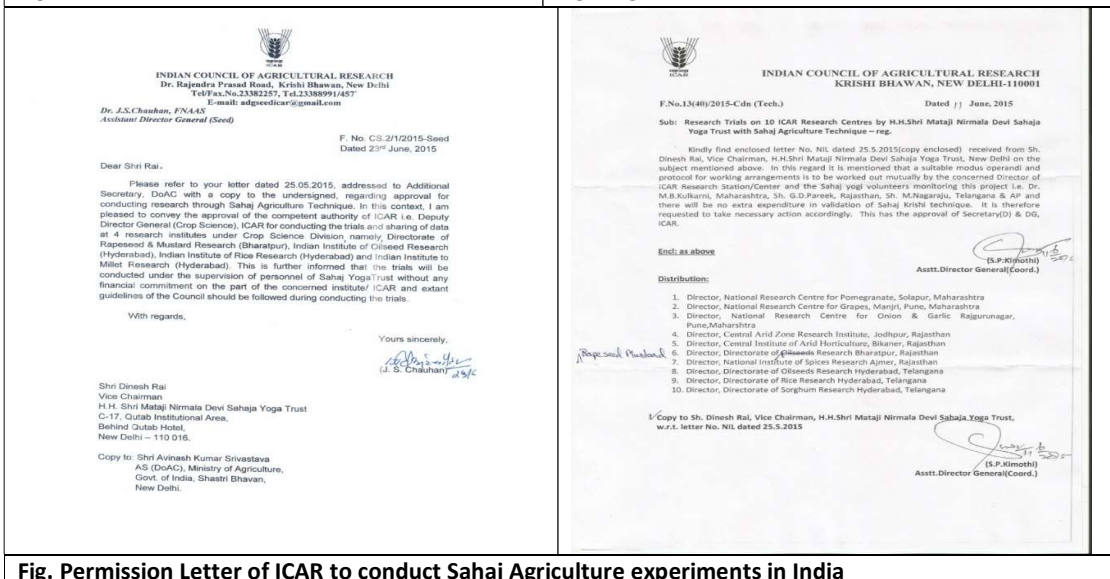 ICAR
INDIAN COUNCIL OF AGRICULTURAL RESEARCH
Dr. Rajendra Prasad Road, Krishi Bhawan, New Delhi
Tel/Fax.No.23382257, Tel.23388991/457
E-mail: adgseedicar@gmail.com
Dr. J.S.Chauhan, FNAAS
Assistant Director General (Seed)
F. No. CS.2/1/2015-Seed
Dated 23rd June, 2015
Dear Shri Rai,
Please refer to your letter dated 25.05.2015, addressed to Additional
Secretary, DoAC with a copy to the undersigned, regarding approval for
conducting research through Sahaj Agriculture Technique. In this context, I am
pleased to convey the approval of the competent authority of ICAR i.e. Deputy
Director General (Crop Science), ICAR for conducting the trials and sharing of data
at 4 research institutes under Crop Science Division namely, Directorate of
Rapeseed & Mustard Research (Bharatpur), Indian Institute of Oilseed Research
(Hyderabad), Indian Institute of Rice Research (Hyderabad) and Indian Institute to
Millet Research (Hyderabad). This is further informed that the trials will be
conducted under the supervision of personnel of Sahaj YogaTrust without any
financial commitment on the part of the concerned institute/ ICAR and extant
guidelines of the Council should be followed during conducting the trials.
With regards,
Yours sincerely,
(J. S. Chauhan)
Shri Dinesh Rai
Vice Chairman
H.H. Shri Mataji Nirmala Devi Sahaja Yoga Trust
C-17, Qutab Institutional Area,
Behind Qutab Hotel,
New Delhi – 110 016.
Copy to: Shri Avinash Kumar Srivastava
AS (DoAC), Ministry of Agriculture,
Govt. of India, Shastri Bhavan,
New Delhi.
ICAR
INDIAN COUNCIL OF AGRICULTURAL RESEARCH
KRISHI BHAWAN, NEW DELHI-110001
F.No.13(40)/2015-Cdn (Tech.) Dated 11 June, 2015
Sub: Research Trials on 10 ICAR Research Centres by H.H.Shri Mataji Nirmala Devi Sahaja
Yoga Trust with Sahaj Agriculture Technique – reg.
Kindly find enclosed letter No. NIL dated 25.5.2015(copy enclosed) received from Sh.
Dinesh Rai, Vice Chairman, H.H.Shri Mataji Nirmala Devi Sahaja Yoga Trust, New Delhi on the
subject mentioned above. In this regard it is mentioned that a suitable modus operandi and
protocol for working arrangements is to be worked out mutually by the concerned Director of
ICAR Research Station/Center and the Sahaj yogi volunteers monitoring this project i.e. Dr.
M.B.Kulkarni, Maharashtra, Sh. G.D.Pareek, Rajasthan, Sh. M.Nagaraju, Telangana & AP and
there will be no extra expenditure in validation of Sahaj Krishi technique. It is therefore
requested to take necessary action accordingly. This has the approval of Secretary(D) & DG,
ICAR.
Encl: as above
(S.P.Kimothi)
Asstt.Director General(Coord.)
Distribution:
1. Director, National Research Centre for Pomegranate, Solapur, Maharashtra
2. Director, National Research Centre for Grapes, Manjri, Pune, Maharashtra
3. Director, National Research Centre for Onion & Garlic Rajgurunagar,
Pune,Maharshtra
4. Director, Central Arid Zone Research Institute, Jodhpur, Rajasthan
5. Director, Central Institute of Arid Horticulture, Bikaner, Rajasthan
Rapeseed Mustard 6. Director, Directorate of Oilseeds Research Bharatpur, Rajasthan
7. Director, National Institute of Spices Research Ajmer, Rajasthan
8. Director, Directorate of Oilseeds Research Hyderabad, Telangana
9. Director, Directorate of Rice Research Hyderabad, Telangana
10. Director, Directorate of Sorghum Research Hyderabad, Telangana
Copy to Sh. Dinesh Rai, Vice Chairman, H.H.Shri Mataji Nirmala Devi Sahaja Yoga Trust,
w.r.t. letter No. NIL dated 25.5.2015
(S.P.Kimothi)
Asstt.Director General(Coord.)
Fig. Permission Letter of ICAR to conduct Sahaj Agriculture experiments in India